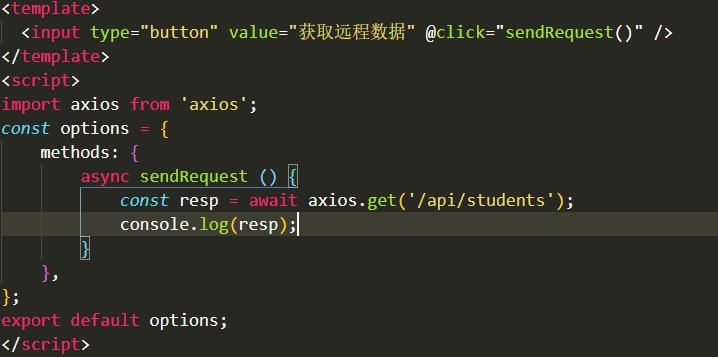 <template>
  <input type="button" value="获取远程数据" @click="sendRequest()" />
</template>
<script>
import axios from 'axios';
const options = {
    methods: {
        async sendRequest () {
            const resp = await axios.get('/api/students');
            console.log(resp);
        }
    },
};
export default options;
</script>